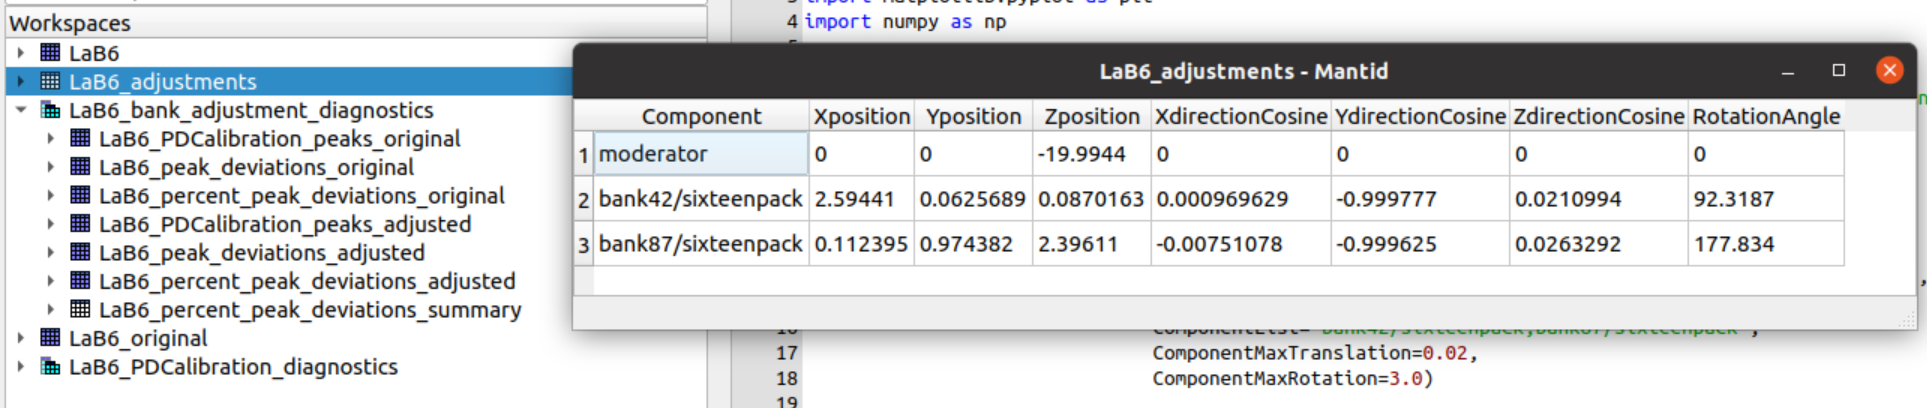 Workspaces
LaB6
LaB6_adjustments
LaB6_bank_adjustment_diagnostics
LaB6_PDCalibration_peaks_original
LaB6_peak_deviations_original
LaB6_percent_peak_deviations_original
LaB6_PDCalibration_peaks_adjusted
LaB6_peak_deviations_adjusted
LaB6_percent_peak_deviations_adjusted
LaB6_percent_peak_deviations_summary
LaB6_original
LaB6_PDCalibration_diagnostics
4 import numpy as np
LaB6_adjustments - Mantid
Component Xposition Yposition Zposition XdirectionCosine YdirectionCosine ZdirectionCosine RotationAngle
1 moderator 0 0 -19.9944 0 0 0 0
2 bank42/sixteenpack 2.59441 0.0625689 0.0870163 0.000969629 -0.999777 0.0210994 92.3187
3 bank87/sixteenpack 0.112395 0.974382 2.39611 -0.00751078 -0.999625 0.0263292 177.834
17 ComponentMaxTranslation=0.02,
18 ComponentMaxRotation=3.0)
19